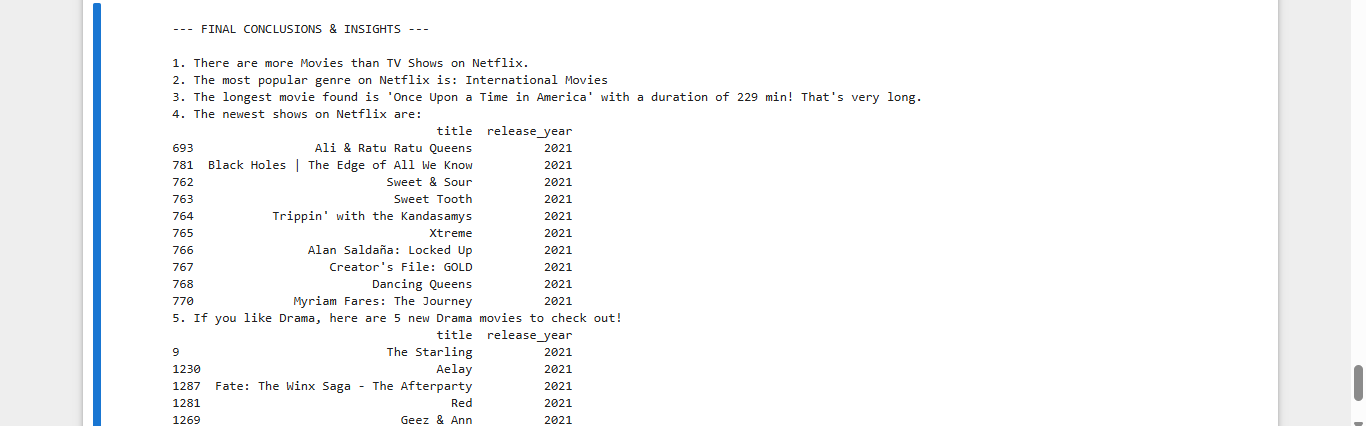 --- FINAL CONCLUSIONS & INSIGHTS ---
1. There are more Movies than TV Shows on Netflix.
2. The most popular genre on Netflix is: International Movies
3. The longest movie found is 'Once Upon a Time in America' with a duration of 229 min! That's very long.
4. The newest shows on Netflix are:
title release_year
693 Ali & Ratu Ratu Queens 2021
781 Black Holes | The Edge of All We Know 2021
762 Sweet & Sour 2021
763 Sweet Tooth 2021
764 Trippin' with the Kandasamys 2021
765 Xtreme 2021
766 Alan Saldaña: Locked Up 2021
767 Creator's File: GOLD 2021
768 Dancing Queens 2021
770 Myriam Fares: The Journey 2021
5. If you like Drama, here are 5 new Drama movies to check out!
title release_year
9 The Starling 2021
1230 Aelay 2021
1287 Fate: The Winx Saga - The Afterparty 2021
1281 Red 2021
1269 Geez & Ann 2021